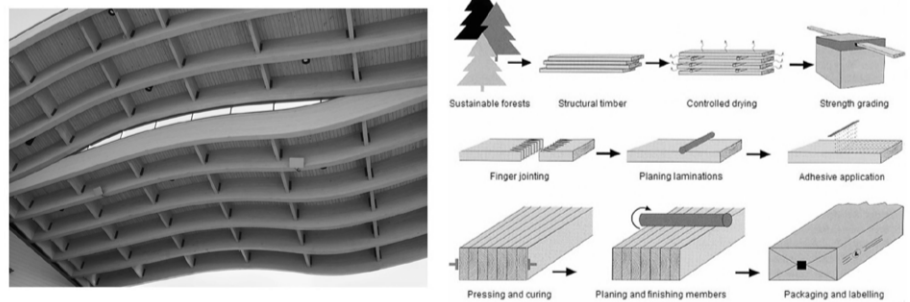 Sustainable forests
Structural timber
Controlled drying
Strength grading
Finger jointing
Planing laminations
Adhesive application
Pressing and curing
Planing and finishing members
Packaging and labelling